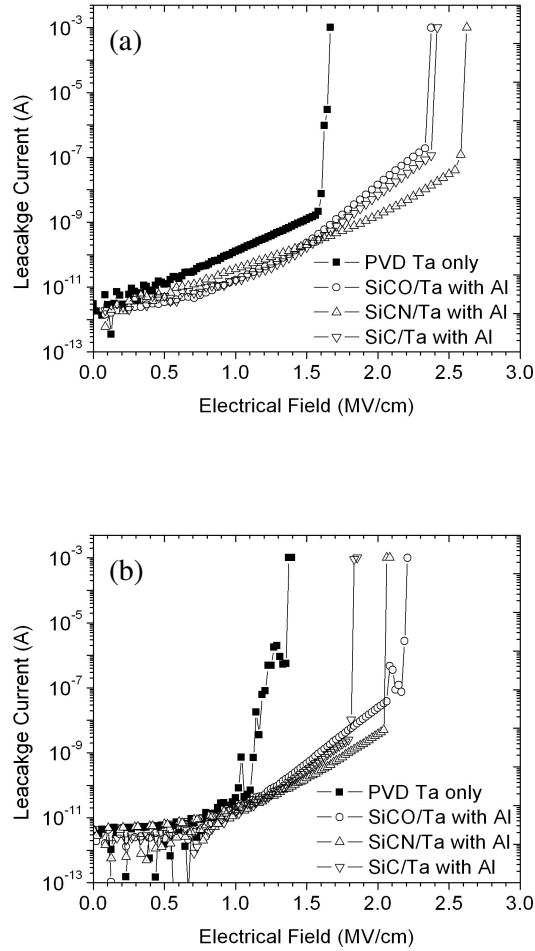 (a)
Leacakge Current (A)
10-3
10-5
10-7
10-9
10-11
10-13
PVD Ta only
SiCO/Ta with Al
SiCN/Ta with Al
SiC/Ta with Al
0.0 0.5 1.0 1.5 2.0 2.5 3.0
Electrical Field (MV/cm)
(b)
Leacakge Current (A)
10-3
10-5
10-7
10-9
10-11
10-13
PVD Ta only
SiCO/Ta with Al
SiCN/Ta with Al
SiC/Ta with Al
0.0 0.5 1.0 1.5 2.0 2.5 3.0
Electrical Field (MV/cm)